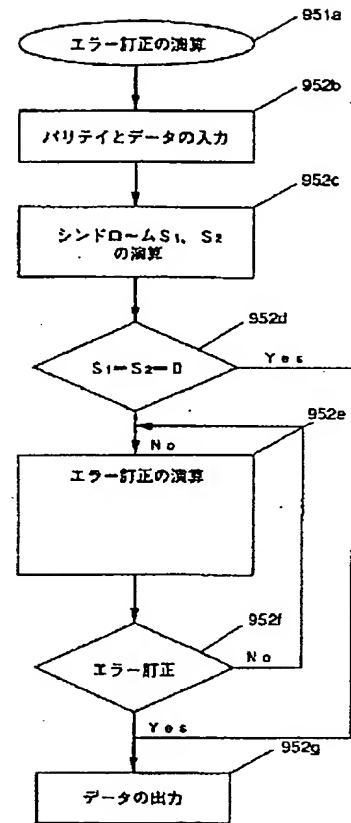 951a
エラー訂正の演算
952b
パリテイとデータの入力
952c
シンドロームS1、S2
の演算
952d
S1=S2=0
Yes
952e
No
エラー訂正の演算
952f
エラー訂正
No
Yes
952g
データの出力